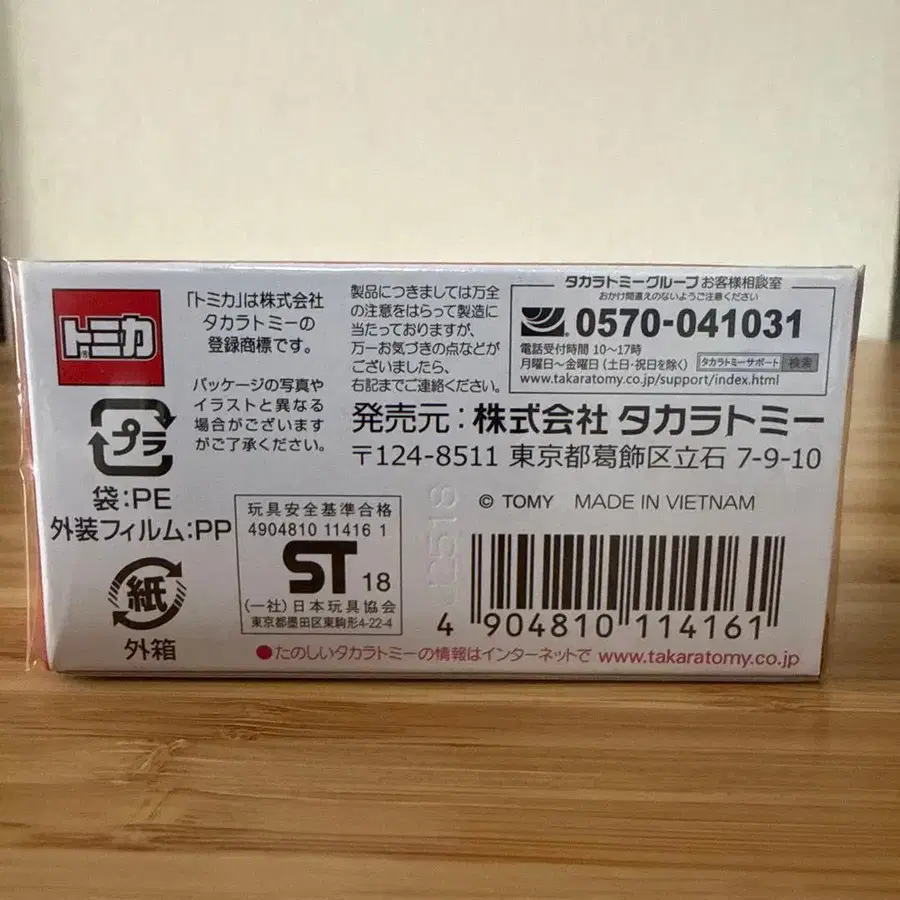 トミカ
®
「トミカ」は株式会社
タカラトミーの
登録商標です。
パッケージの写真や
イラストと異なる
場合がございます
がご了承ください。
製品につきましては万全
の注意をはらって製造に
当たっておりますが、
万一お気づきの点などが
ございましたら、
右記までご連絡ください。
タカラトミーグループ お客様相談室
おかけ間違えのないようご注意ください
0570-041031
電話受付時間 10〜17時
月曜日〜金曜日(土日・祝日を除く) タカラトミーサポート 検索
www.takaratomy.co.jp/support/index.html
発売元:株式会社 タカラトミー
〒124-8511 東京都葛飾区立石 7-9-10
プラ
袋:PE
外装フィルム:PP
紙
外箱
玩具安全基準合格
4904810 11416 1
ST 18
(一社)日本玩具協会
東京都墨田区東駒形4-22-4
© TOMY MADE IN VIETNAM
4 904810 114161
●たのしいタカラトミーの情報はインターネットで www.takaratomy.co.jp